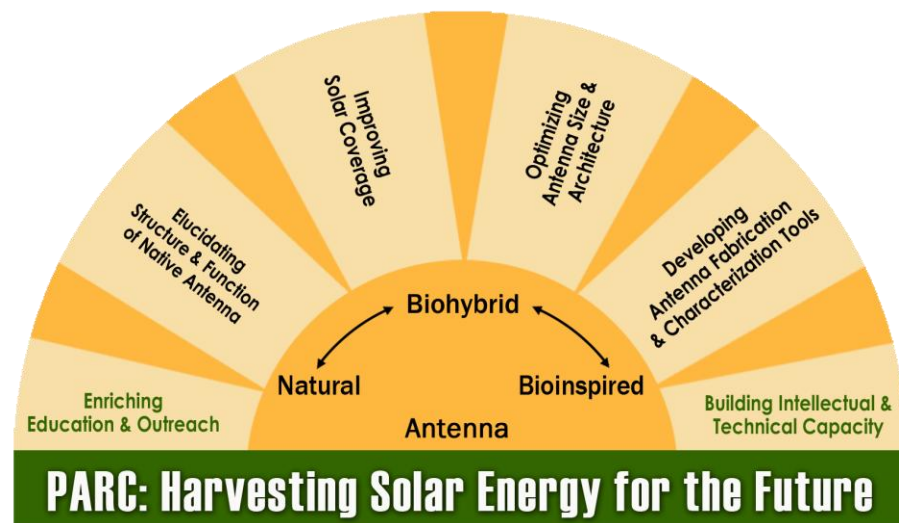 Enriching
Education & Outreach
Elucidating
Structure & Function
of Native Antenna
Improving
Solar Coverage
Optimizing
Antenna Size &
Architecture
Developing
Antenna Fabrication
& Characterization Tools
Building Intellectual &
Technical Capacity
Biohybrid
Natural
Bioinspired
Antenna
PARC: Harvesting Solar Energy for the Future